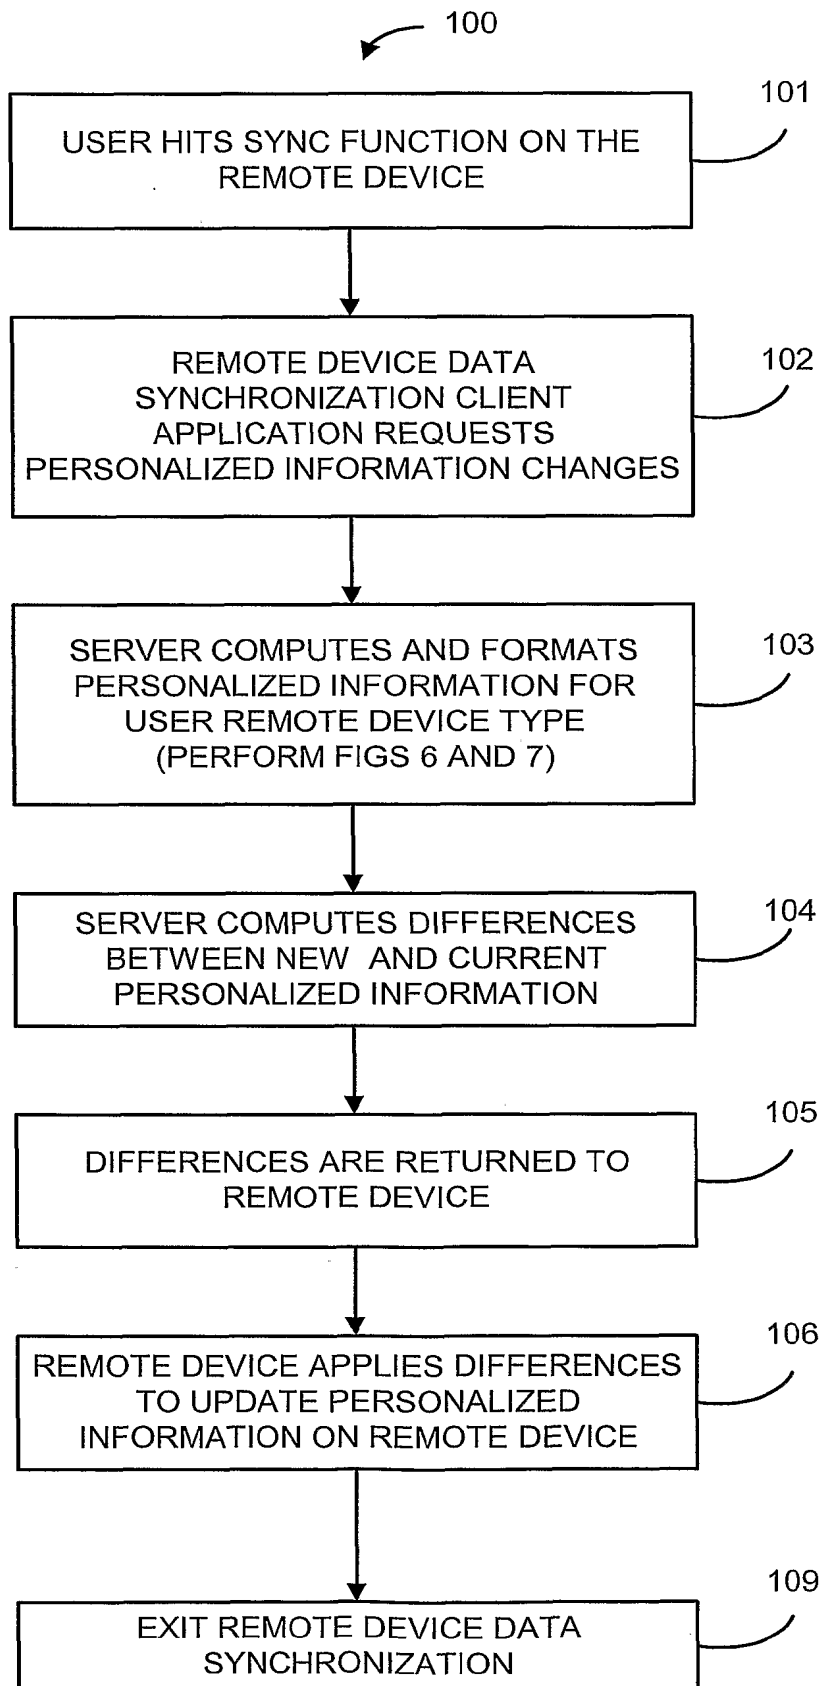 100
101
USER HITS SYNC FUNCTION ON THE
REMOTE DEVICE
102
REMOTE DEVICE DATA
SYNCHRONIZATION CLIENT
APPLICATION REQUESTS
PERSONALIZED INFORMATION CHANGES
103
SERVER COMPUTES AND FORMATS
PERSONALIZED INFORMATION FOR
USER REMOTE DEVICE TYPE
(PERFORM FIGS 6 AND 7)
104
SERVER COMPUTES DIFFERENCES
BETWEEN NEW AND CURRENT
PERSONALIZED INFORMATION
105
DIFFERENCES ARE RETURNED TO
REMOTE DEVICE
106
REMOTE DEVICE APPLIES DIFFERENCES
TO UPDATE PERSONALIZED
INFORMATION ON REMOTE DEVICE
109
EXIT REMOTE DEVICE DATA
SYNCHRONIZATION